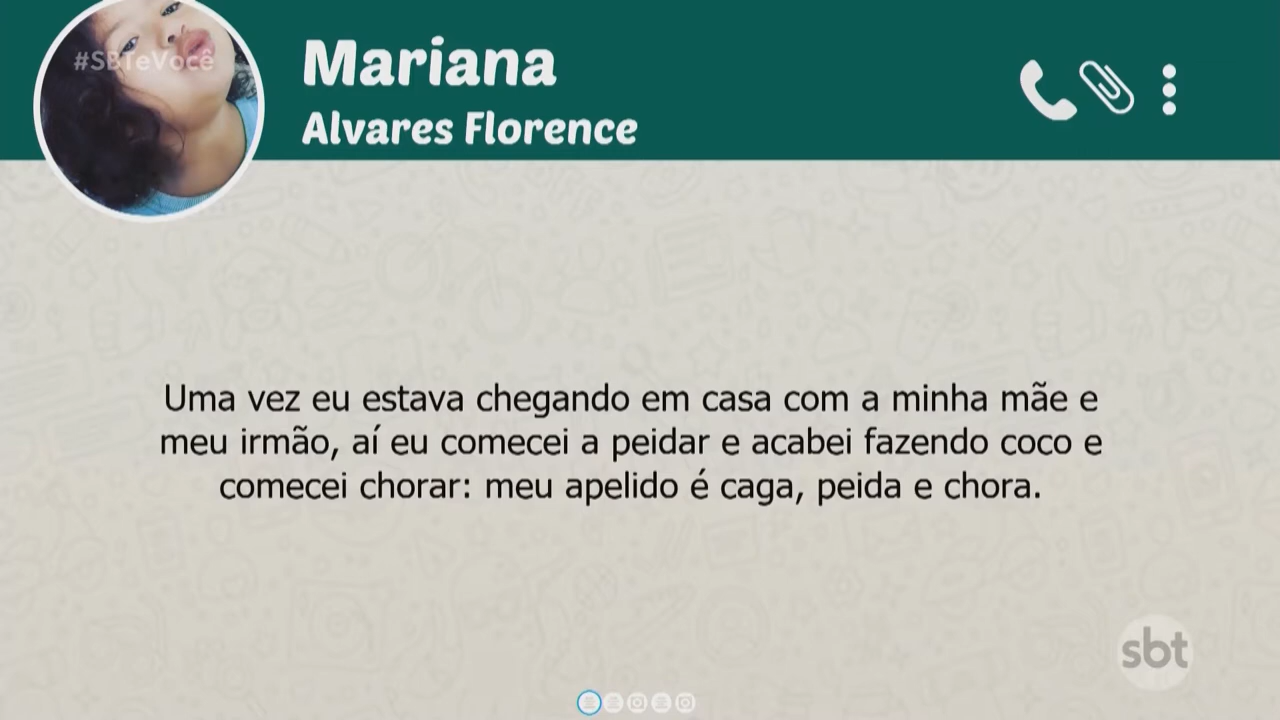 #SBTeVocê
Mariana
Alvares Florence
Uma vez eu estava chegando em casa com a minha mãe e
meu irmão, aí eu comecei a peidar e acabei fazendo coco e
comecei chorar: meu apelido é caga, peida e chora.
sbt